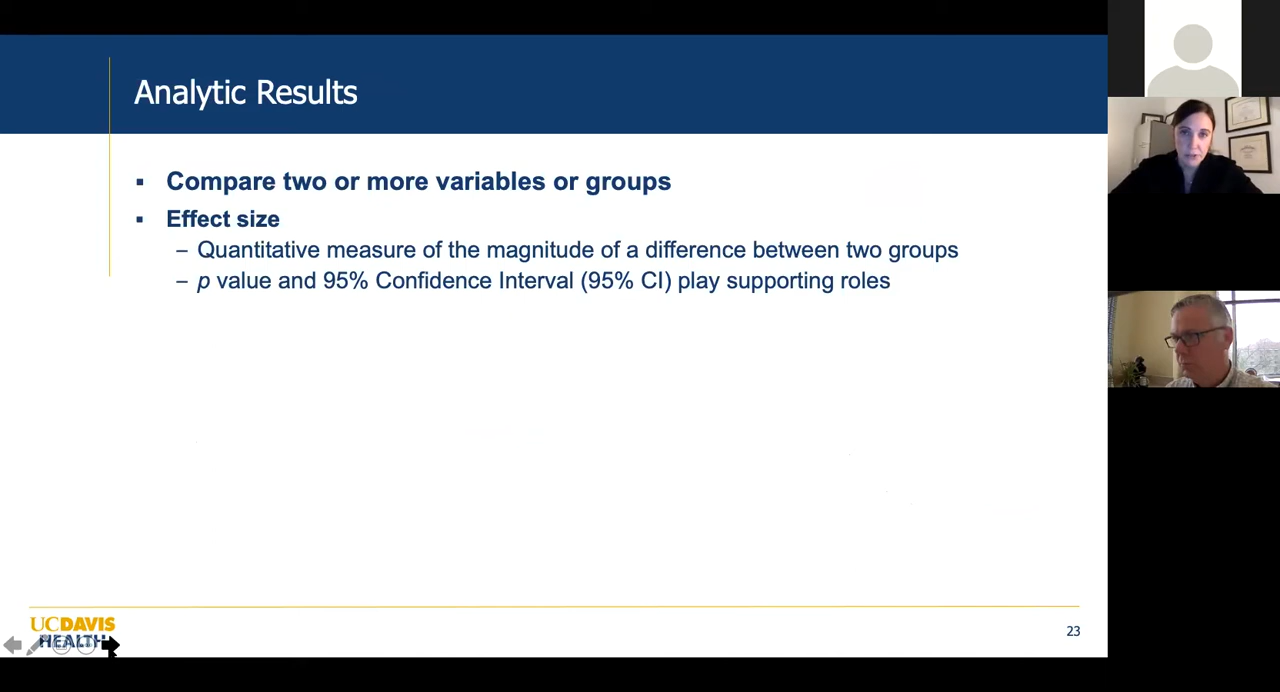 Analytic Results
▪ Compare two or more variables or groups
▪ Effect size
– Quantitative measure of the magnitude of a difference between two groups
– p value and 95% Confidence Interval (95% CI) play supporting roles
UCDAVIS
HEALTH
23